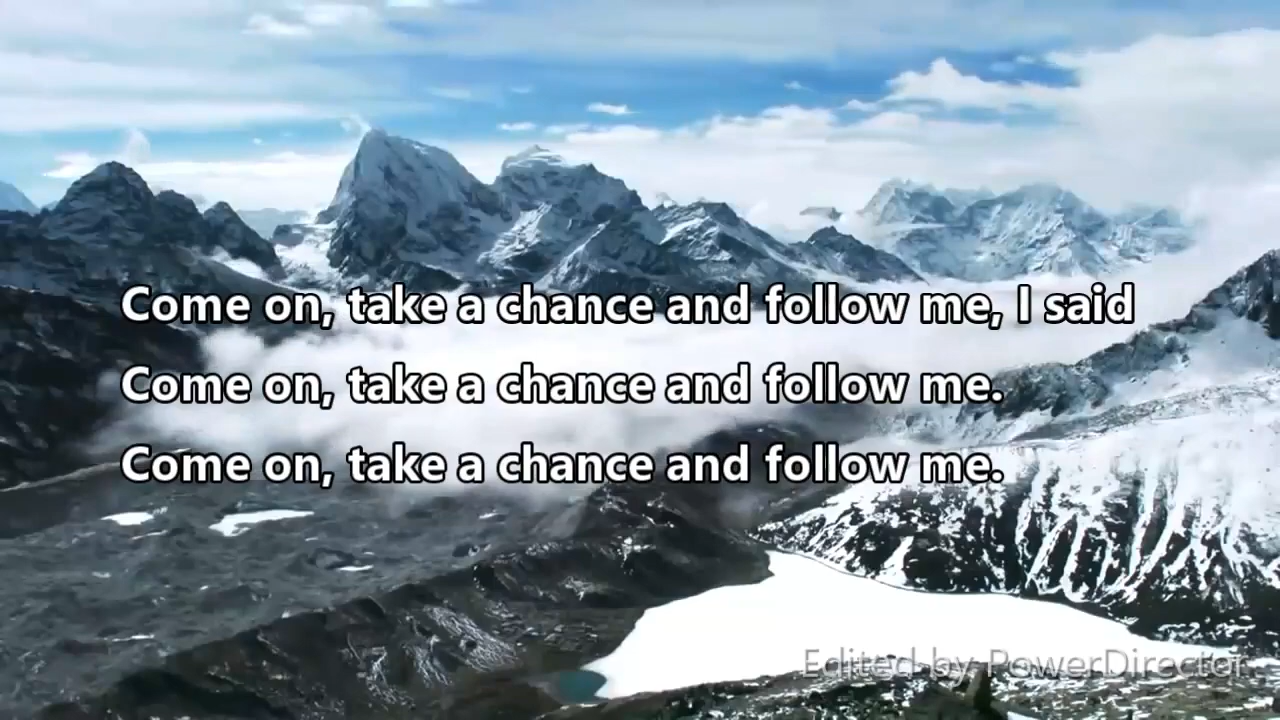 Come on, take a chance and follow me, I said
Come on, take a chance and follow me.
Come on, take a chance and follow me.
Edited by PowerDirector